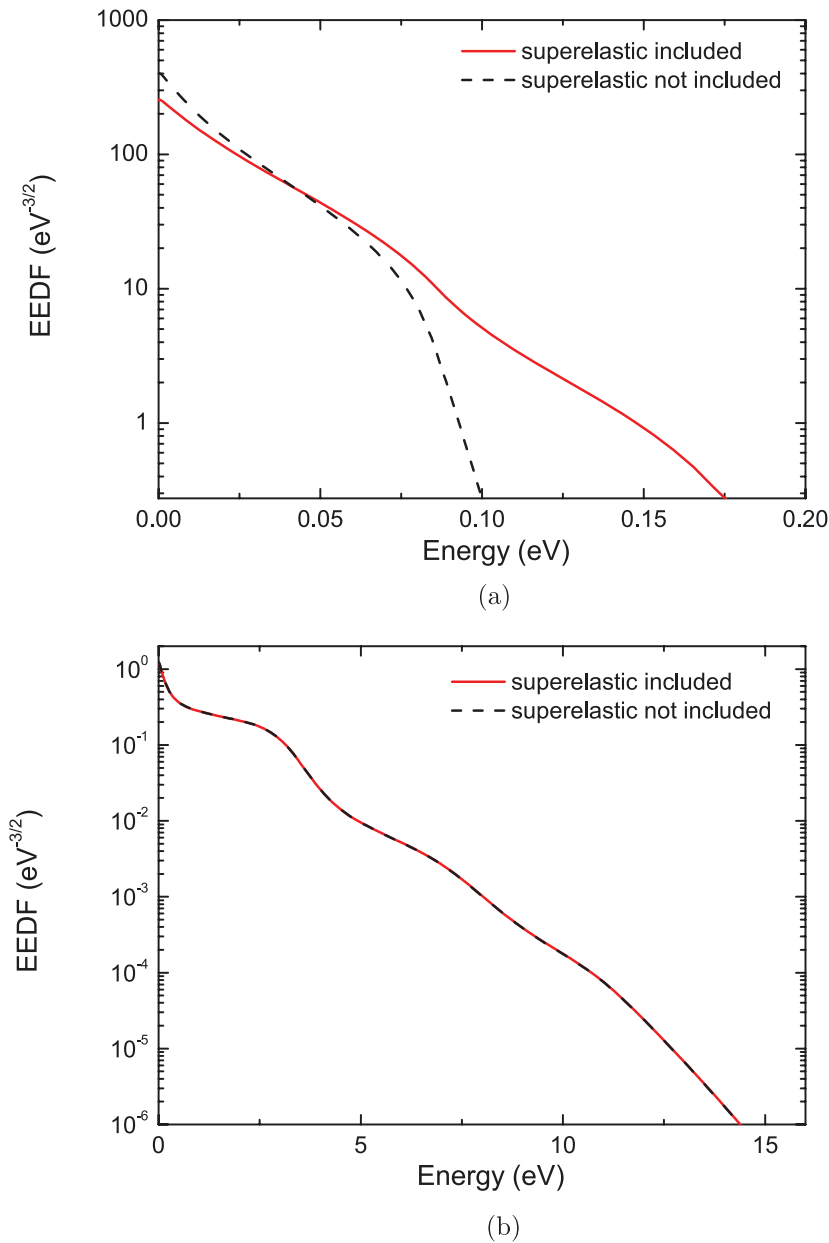 1000
superelastic included
superelastic not included
100
EEDF (eV-3/2)
10
1
0.00 0.05 0.10 0.15 0.20
Energy (eV)
(a)
10^0
superelastic included
superelastic not included
10^-1
10^-2
EEDF (eV-3/2)
10^-3
10^-4
10^-5
10^-6
0 5 10 15
Energy (eV)
(b)